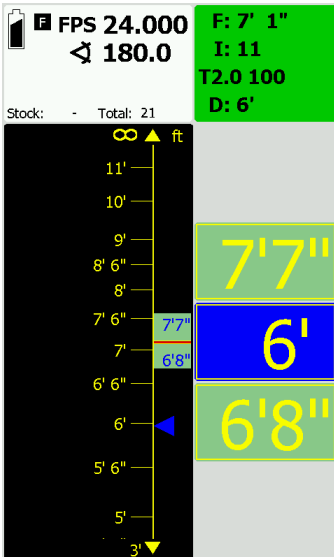 F FPS 24.000
180.0
Stock: - Total: 21
F: 7' 1"
I: 11
T2.0 100
D: 6'
∞ ft
11'
10'
9'
8' 6"
8'
7' 6"
7'
6' 6"
6'
5' 6"
5'
3'
7'7"
6'8"
7'7"
6'
6'8"